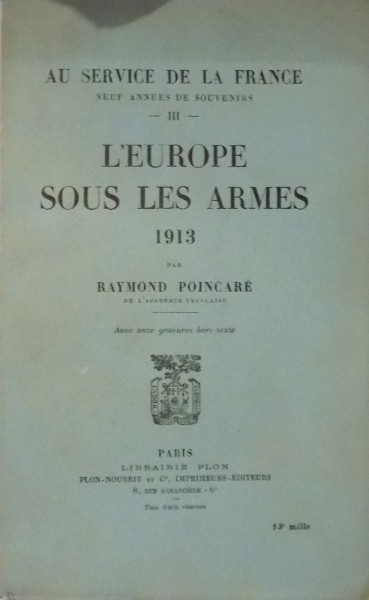 AU SERVICE DE LA FRANCE
NEUF ANNÉES DE SOUVENIRS
— III —
L'EUROPE
SOUS LES ARMES
1913
PAR
RAYMOND POINCARÉ
DE L'ACADÉMIE FRANÇAISE
Avec onze gravures hors texte
PARIS
LIBRAIRIE PLON
PLON-NOURRIT ET Cie, IMPRIMEURS-ÉDITEURS
8, RUE GARANCIÈRE - 6e
Tous droits réservés
13e mille